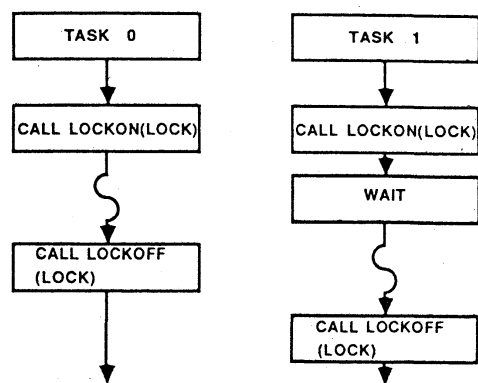 TASK 0
CALL LOCKON(LOCK)
CALL LOCKOFF
(LOCK)
TASK 1
CALL LOCKON(LOCK)
WAIT
CALL LOCKOFF
(LOCK)